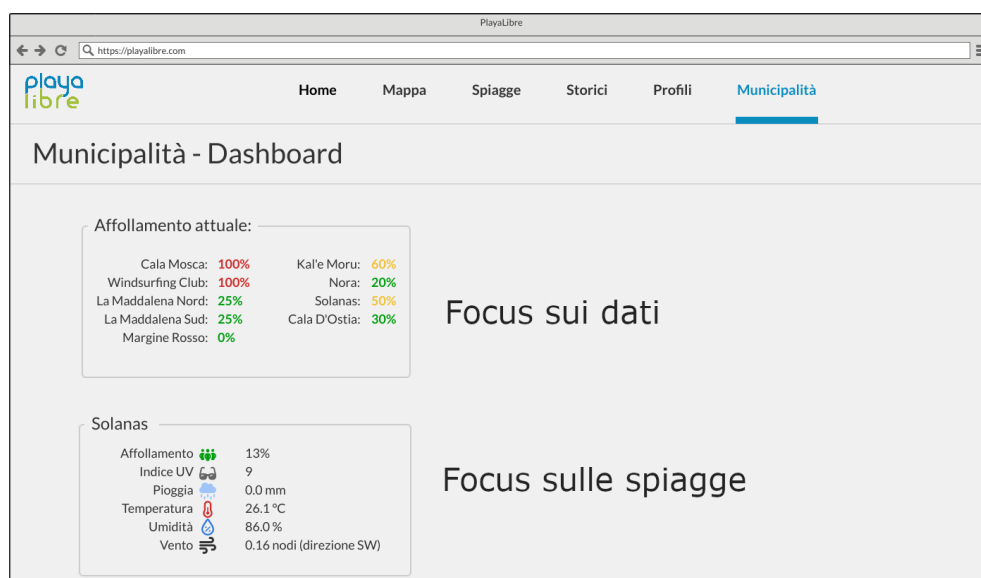 PlayaLibre
https://playalibre.com
playa
libre
Home Mappa Spiagge Storici Profili Municipalità
Municipalità - Dashboard
Affollamento attuale:
Cala Mosca: 100% Kal'e Moru: 60%
Windsurfing Club: 100% Nora: 20%
La Maddalena Nord: 25% Solanas: 50%
La Maddalena Sud: 25% Cala D'Ostia: 30%
Margine Rosso: 0%
Focus sui dati
Solanas
Affollamento 13%
Indice UV 9
Pioggia 0.0 mm
Temperatura 26.1 °C
Umidità 86.0 %
Vento 0.16 nodi (direzione SW)
Focus sulle spiagge